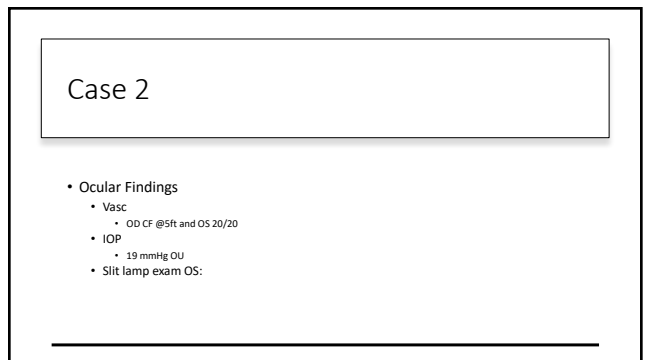 Case 2
• Ocular Findings
• Vasc
• OD CF @5ft and OS 20/20
• IOP
• 19 mmHg OU
• Slit lamp exam OS: